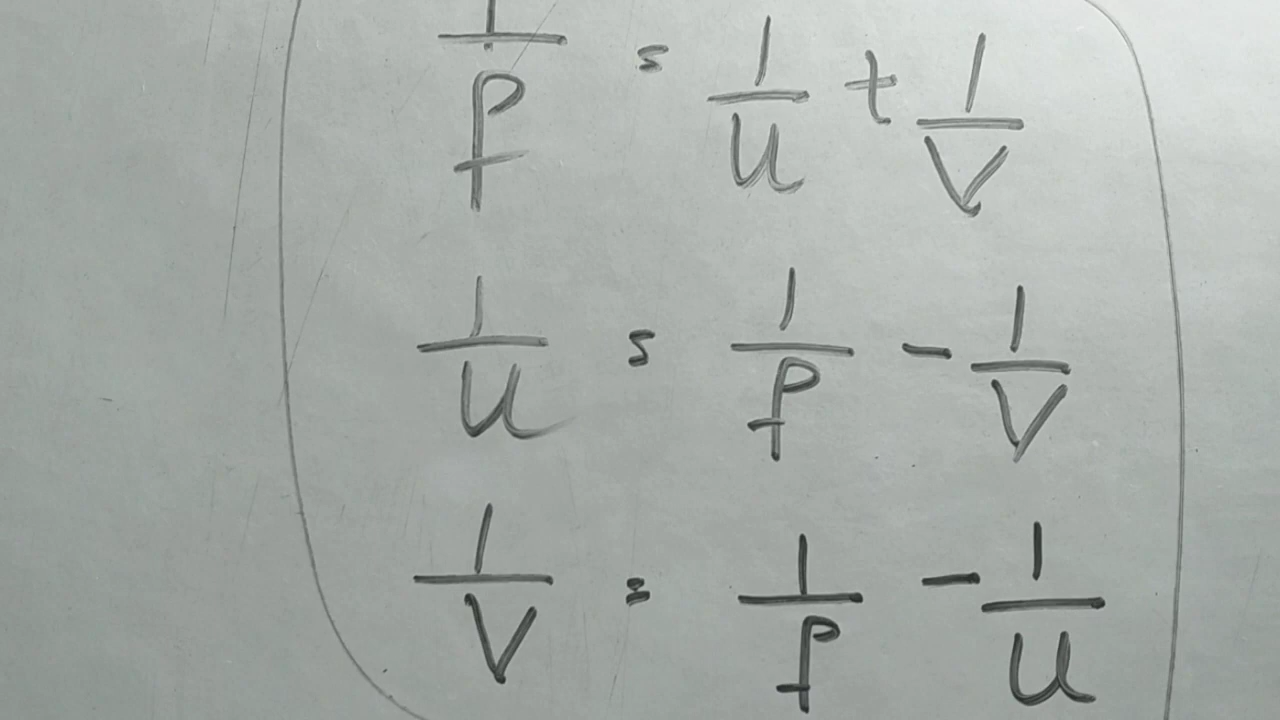 1/f = 1/u + 1/v
1/u = 1/f - 1/v
1/v = 1/f - 1/u